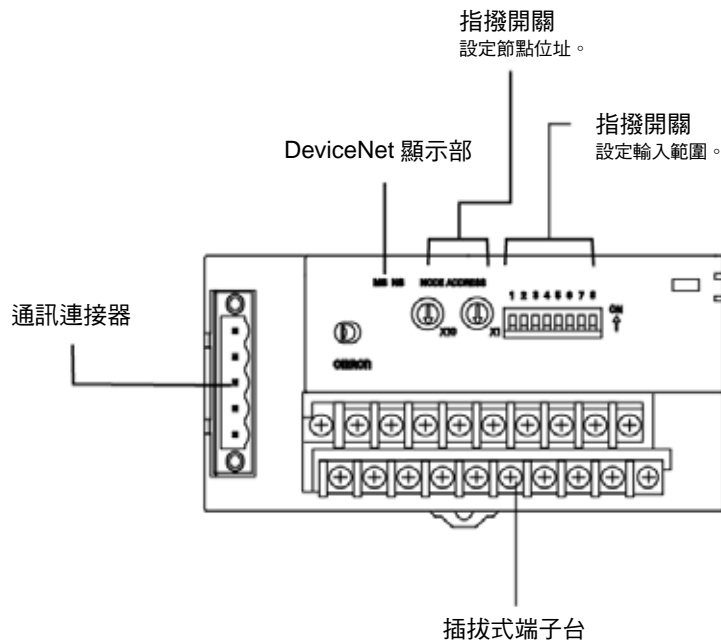 指撥開關
設定節點位址。
指撥開關
設定輸入範圍。
DeviceNet 顯示部
MS NS NODE ADDRESS
1 2 3 4 5 6 7 8
ON
X10 X1
OMRON
通訊連接器
插拔式端子台